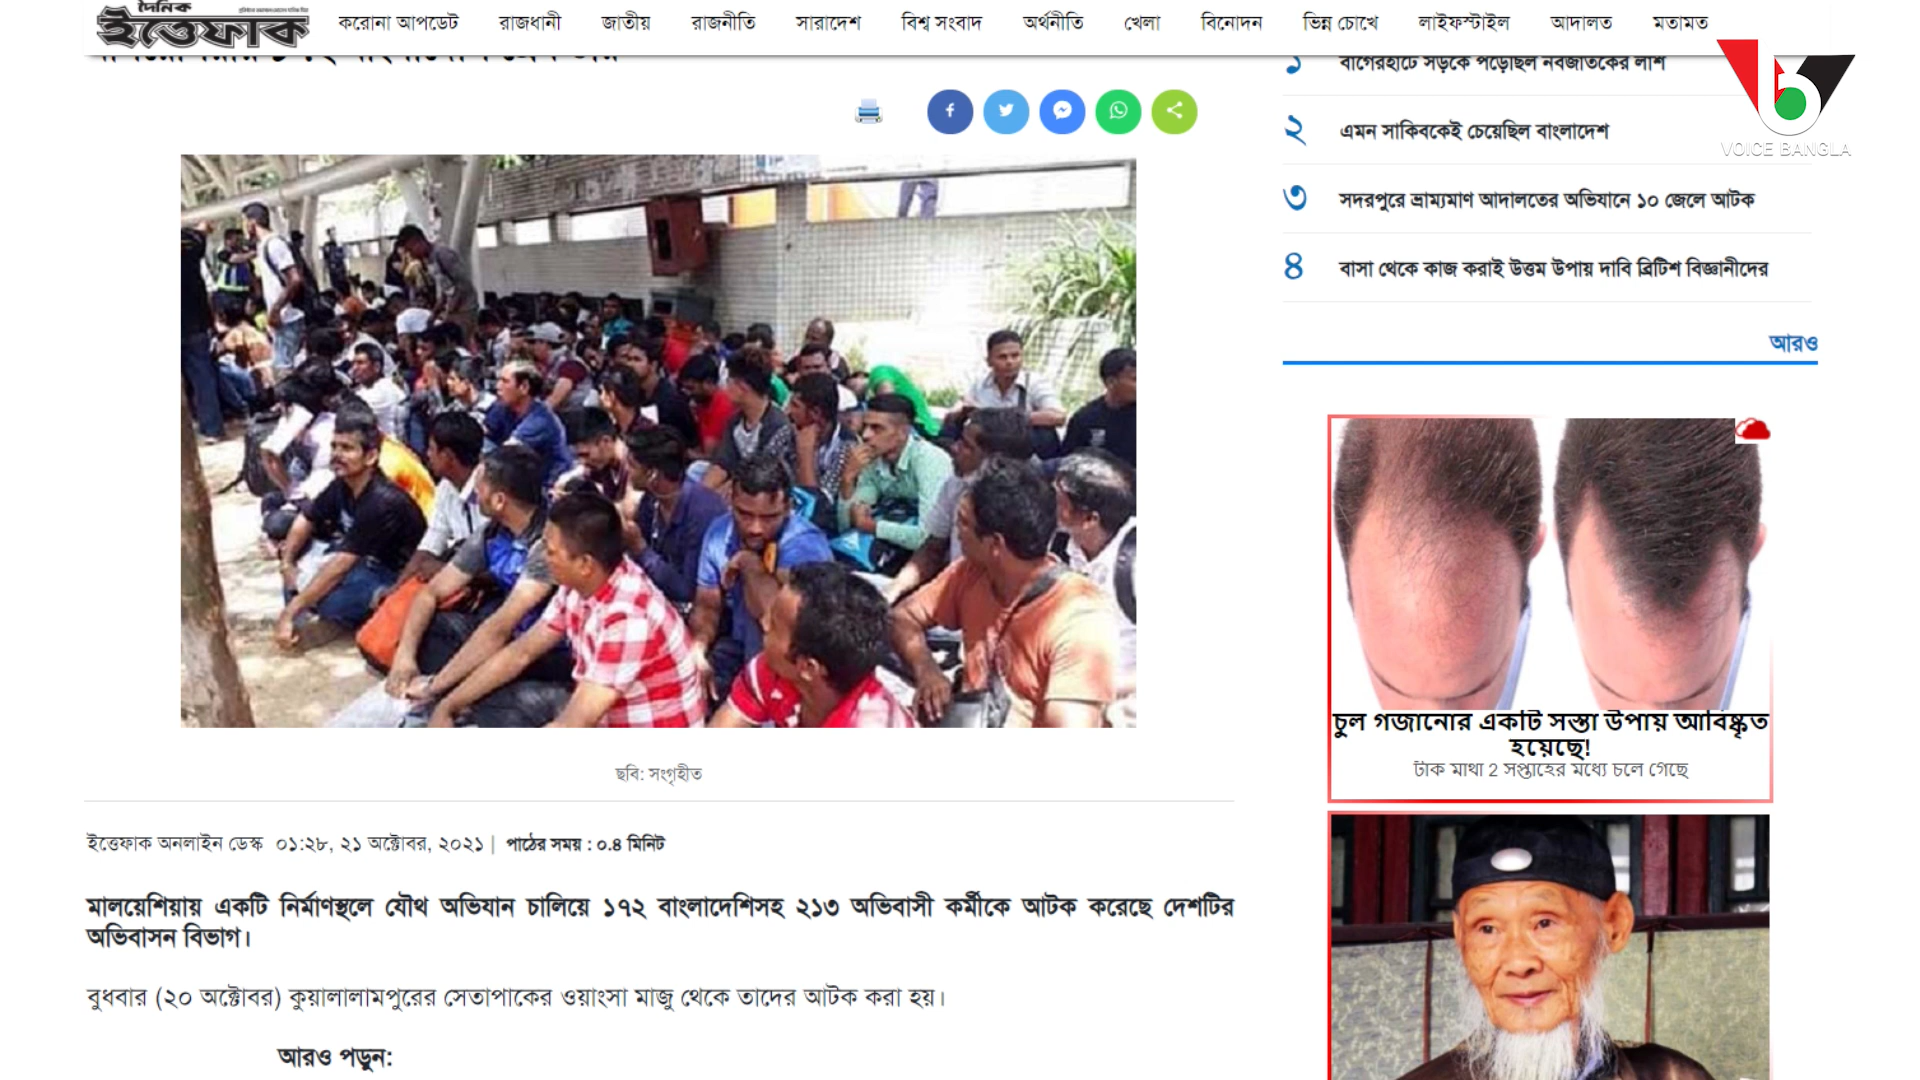 দৈনিক
ইত্তেফাক
করোনা আপডেট রাজধানী জাতীয় রাজনীতি সারাদেশ বিশ্ব সংবাদ অর্থনীতি খেলা বিনোদন ভিন্ন চোখে লাইফস্টাইল আদালত মতামত
১ বাগেরহাটে সড়কে পড়েছিল নবজাতকের লাশ
VOICE BANGLA
২ এমন সাকিবকেই চেয়েছিল বাংলাদেশ
৩ সদরপুরে ভ্রাম্যমাণ আদালতের অভিযানে ১০ জেলে আটক
৪ বাসা থেকে কাজ করাই উত্তম উপায় দাবি ব্রিটিশ বিজ্ঞানীদের
আরও
চুল গজানোর একটি সস্তা উপায় আবিষ্কৃত
হয়েছে!
টাক মাথা 2 সপ্তাহের মধ্যে চলে গেছে
ছবি: সংগৃহীত
ইত্তেফাক অনলাইন ডেস্ক ০১:২৮, ২১ অক্টোবর, ২০২১ | পাঠের সময় : ০.৪ মিনিট
মালয়েশিয়ায় একটি নির্মাণস্থলে যৌথ অভিযান চালিয়ে ১৭২ বাংলাদেশিসহ ২১৩ অভিবাসী কর্মীকে আটক করেছে দেশটির
অভিবাসন বিভাগ।
বুধবার (২০ অক্টোবর) কুয়ালালামপুরের সেতাপাকের ওয়াংসা মাজু থেকে তাদের আটক করা হয়।
আরও পড়ুন: